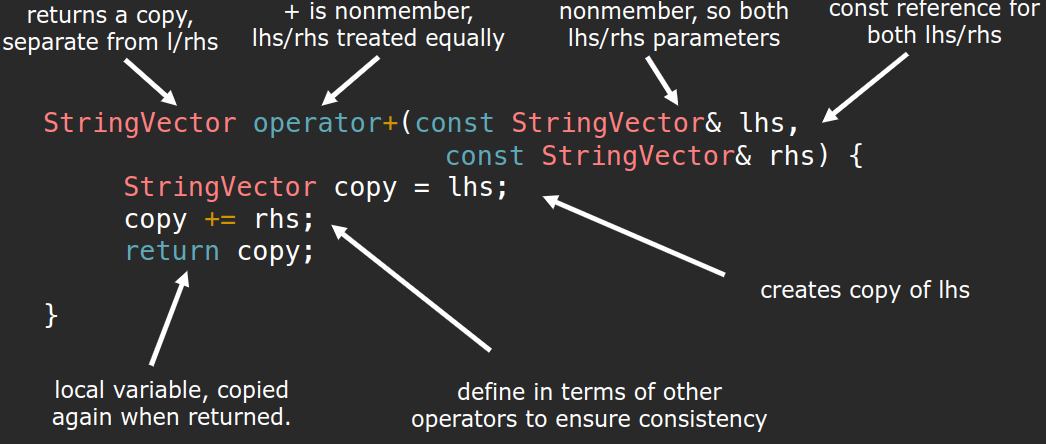 returns a copy,
separate from l/rhs
+ is nonmember,
lhs/rhs treated equally
nonmember, so both
lhs/rhs parameters
const reference for
both lhs/rhs
StringVector operator+(const StringVector& lhs,
const StringVector& rhs) {
StringVector copy = lhs;
copy += rhs;
return copy;
}
creates copy of lhs
local variable, copied
again when returned.
define in terms of other
operators to ensure consistency